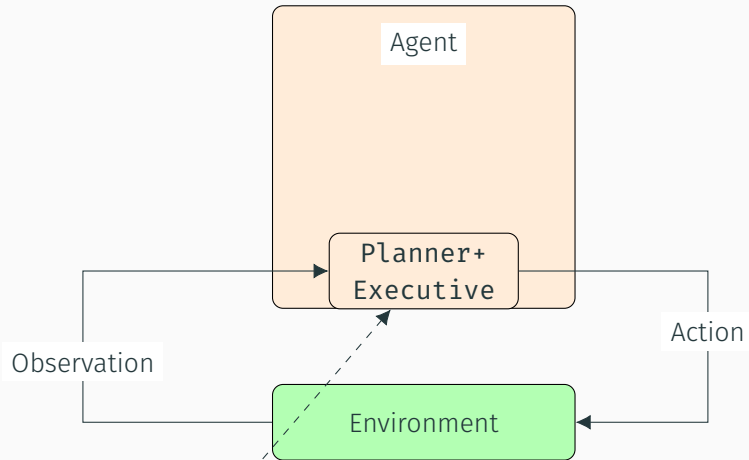 Agent
Planner+
Executive
Observation
Action
Environment